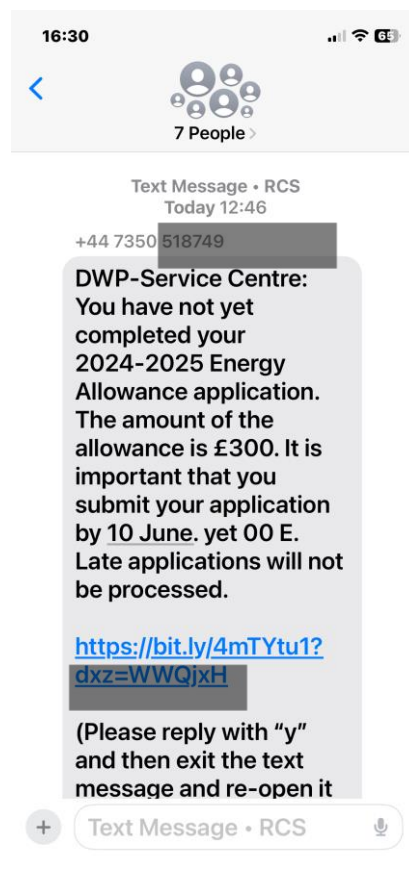 16:30
65
7 People >
Text Message • RCS
Today 12:46
+44 7350 518749
DWP-Service Centre:
You have not yet
completed your
2024-2025 Energy
Allowance application.
The amount of the
allowance is £300. It is
important that you
submit your application
by 10 June. yet 00 E.
Late applications will not
be processed.
https://bit.ly/4mTYtu1?
dxz=WWQjxH
(Please reply with “y”
and then exit the text
message and re-open it
Text Message • RCS